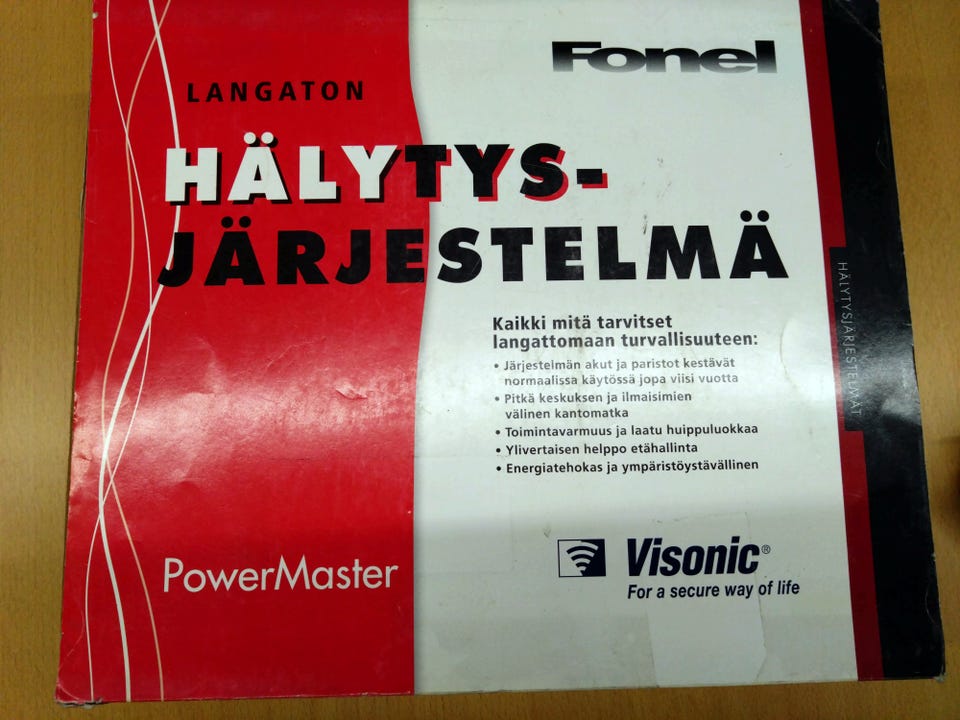 Fonel
LANGATON
HÄLYTYS-
JÄRJESTELMÄ
Kaikki mitä tarvitset
langattomaan turvallisuuteen:
• Järjestelmän akut ja paristot kestävät
normaalissa käytössä jopa viisi vuotta
• Pitkä keskuksen ja ilmaisimien
välinen kantomatka
• Toimintavarmuus ja laatu huippuluokkaa
• Ylivertaisen helppo etähallinta
• Energiatehokas ja ympäristöystävällinen
PowerMaster
Visonic®
For a secure way of life
HÄLYTYSJÄRJESTELMÄT